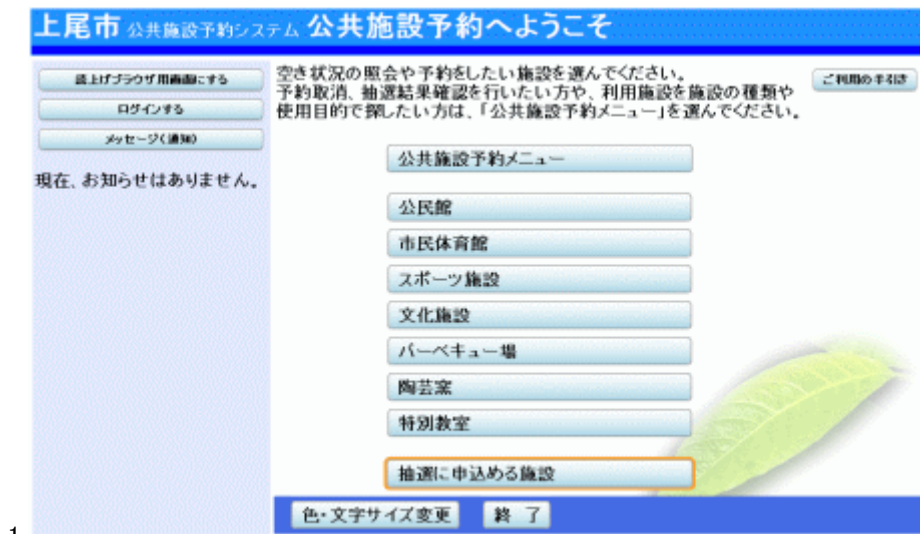 上尾市 公共施設予約システム 公共施設予約へようこそ
読上げブラウザ用画面にする
ログインする
メッセージ(通知)
現在、お知らせはありません。
空き状況の照会や予約をしたい施設を選んでください。
予約取消、抽選結果確認を行いたい方や、利用施設を施設の種類や
使用目的で探したい方は、「公共施設予約メニュー」を選んでください。
ご利用の手引き
公共施設予約メニュー
公民館
市民体育館
スポーツ施設
文化施設
バーベキュー場
陶芸窯
特別教室
抽選に申込める施設
色・文字サイズ変更
終 了
1